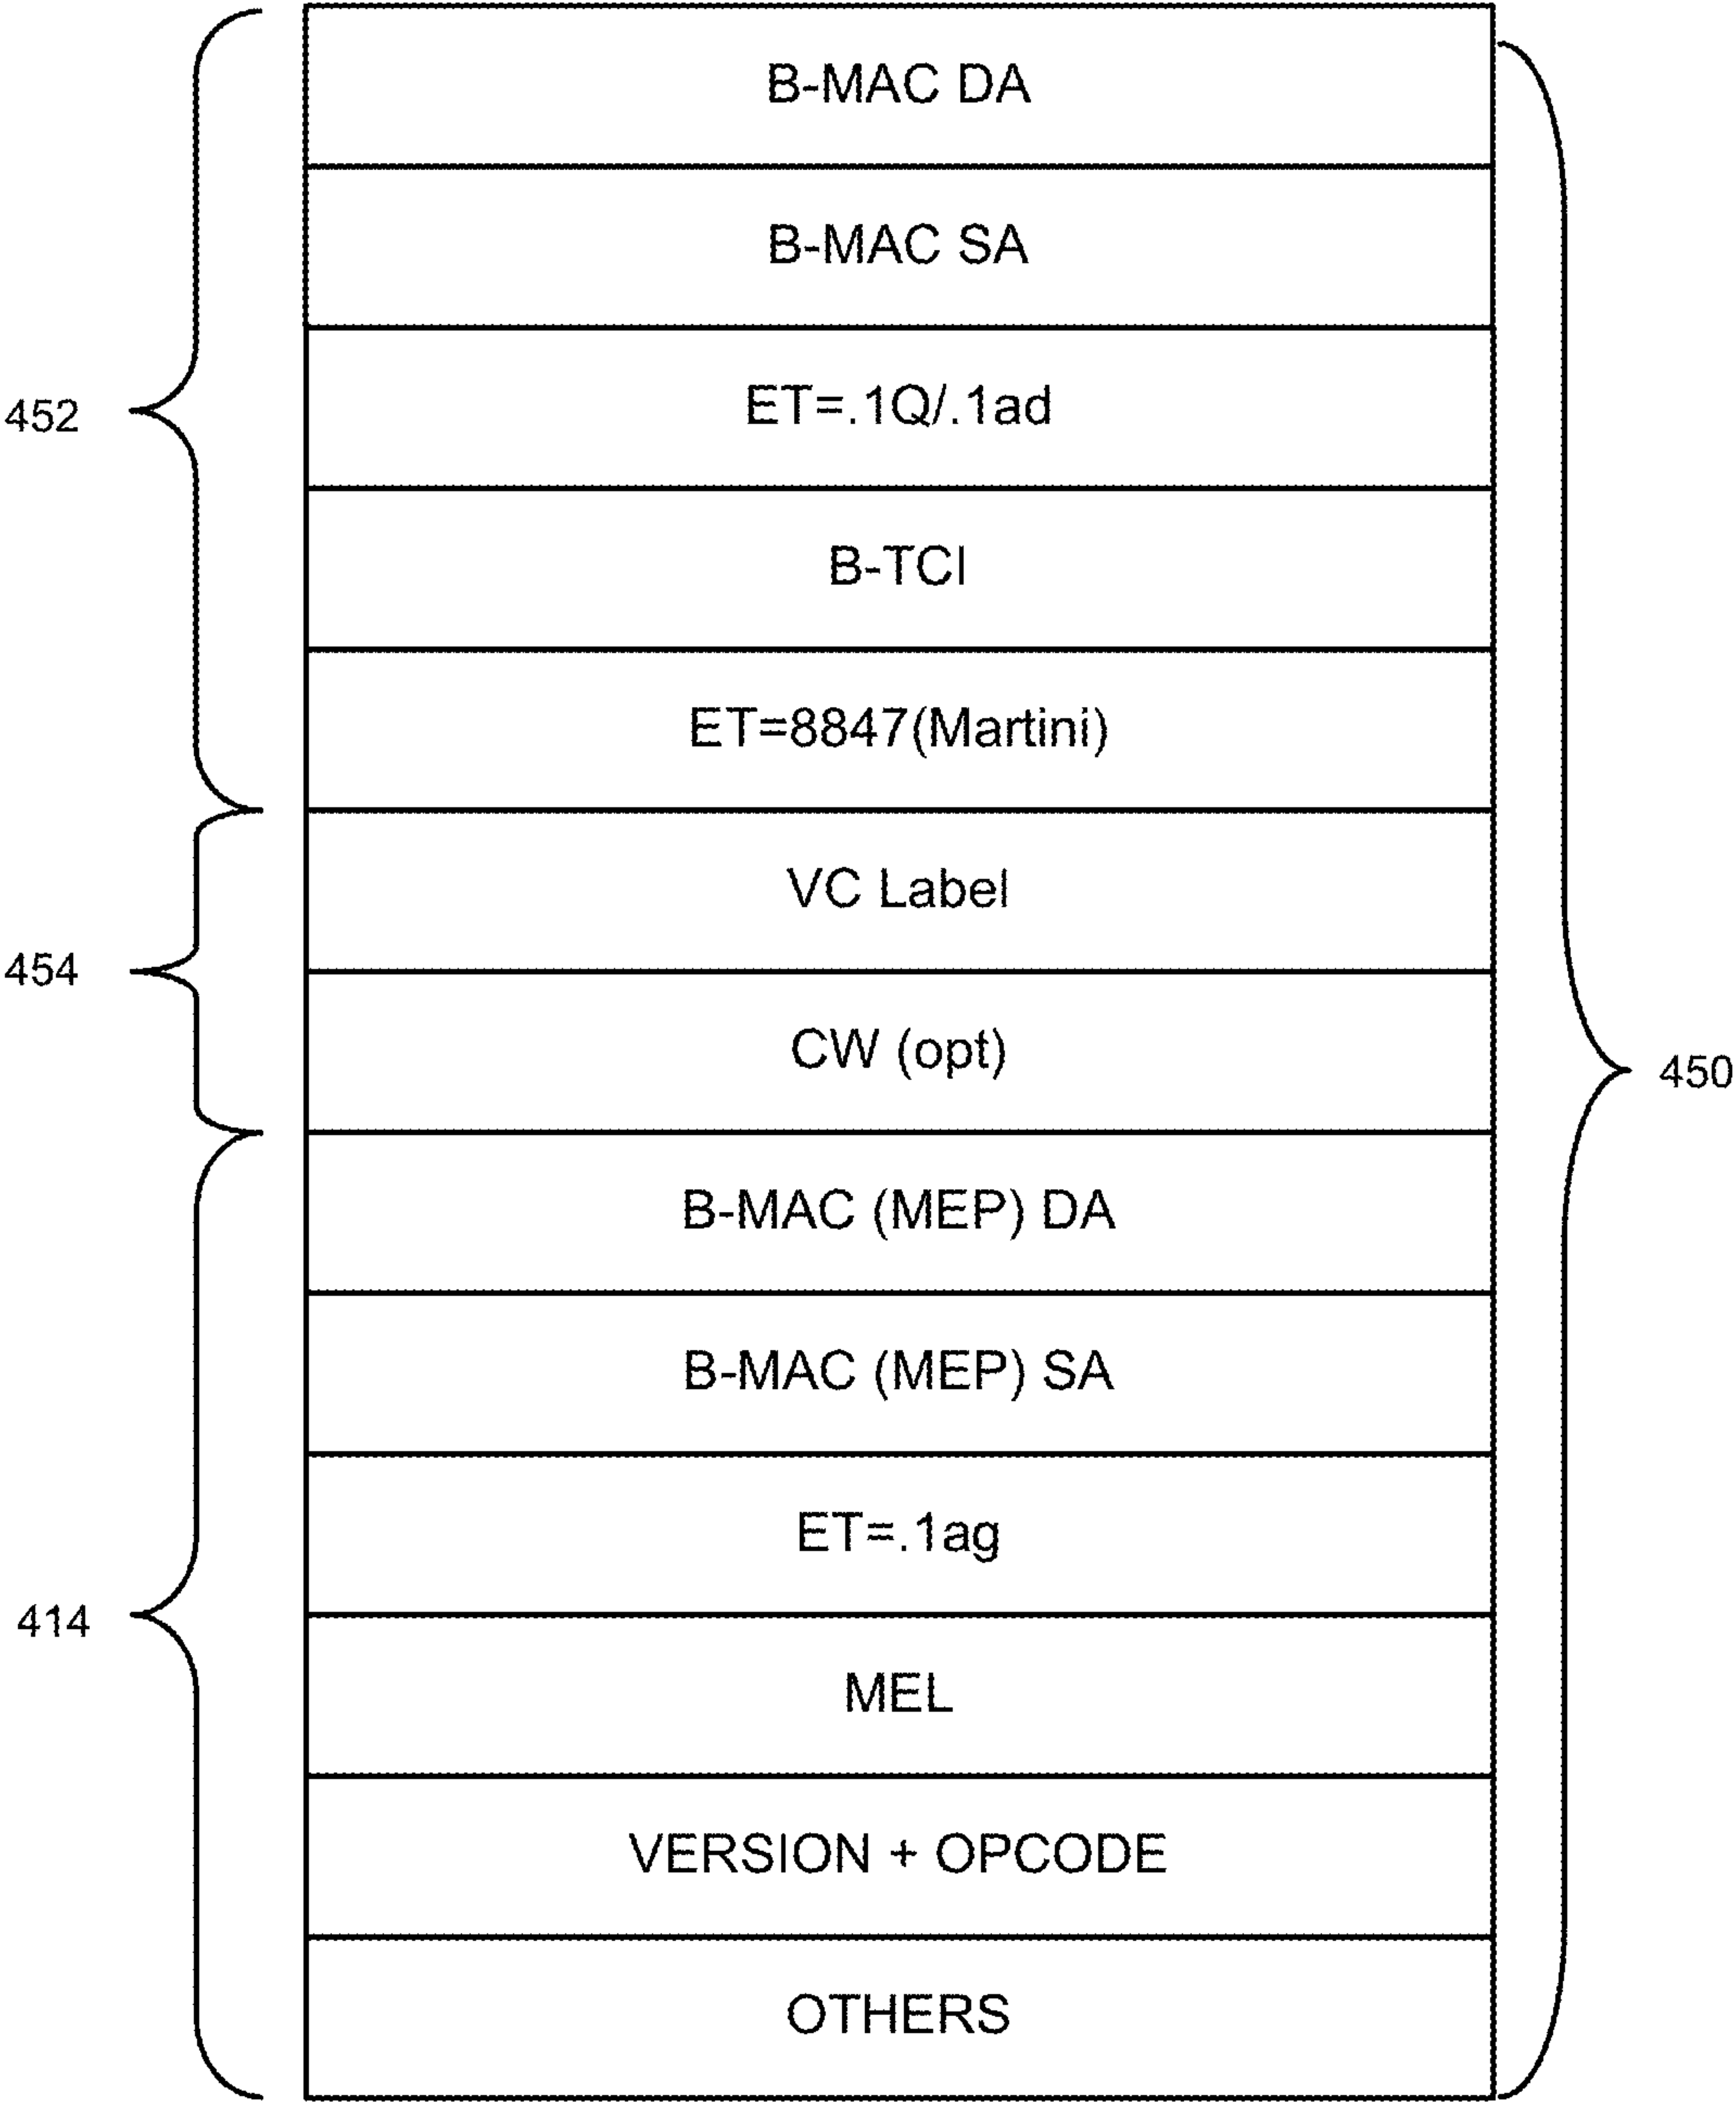 B-MAC DA
B-MAC SA
ET=.1Q/.1ad
452
B-TCI
ET=8847(Martini)
VC Label
454
CW (opt)
450
B-MAC (MEP) DA
B-MAC (MEP) SA
ET=.1ag
414
MEL
VERSION + OPCODE
OTHERS